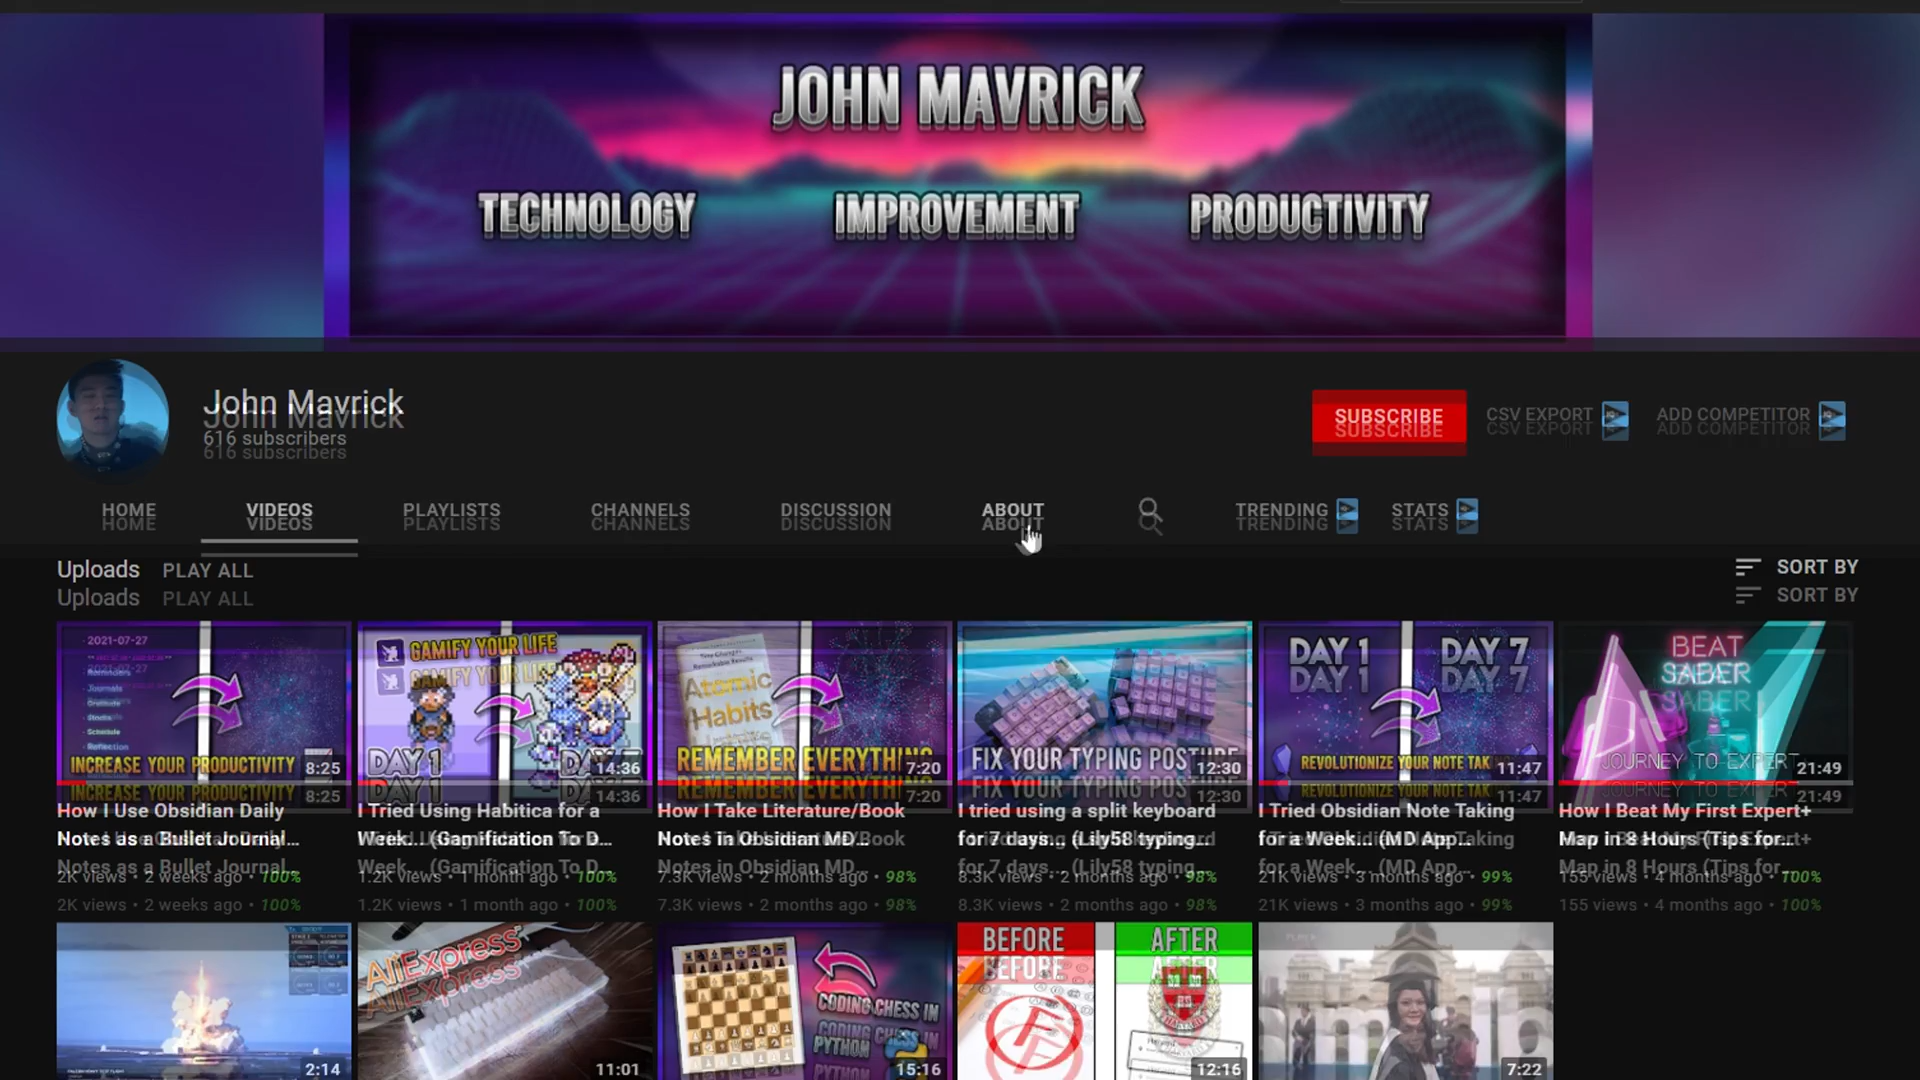 JOHN MAVRICK
TECHNOLOGY IMPROVEMENT PRODUCTIVITY
John Mavrick
616 subscribers
SUBSCRIBE CSV EXPORT ADD COMPETITOR
HOME VIDEOS PLAYLISTS CHANNELS DISCUSSION ABOUT TRENDING STATS
Uploads PLAY ALL SORT BY
2021-07-27
Reminders
Journals
Gratitude
Stocks
Schedule
Reflection
INCREASE YOUR PRODUCTIVITY
8:25
GAMIFY YOUR LIFE
DAY 1
14:36
Atomic
Habits
REMEMBER EVERYTHING
7:20
FIX YOUR TYPING POSTURE
12:30
DAY 1 DAY 7
REVOLUTIONIZE YOUR NOTE TAK
11:47
BEAT
SABER
JOURNEY TO EXPERT
21:49
How I Use Obsidian Daily
Notes as a Bullet Journal...
2K views • 2 weeks ago • 100%
I Tried Using Habitica for a
Week... (Gamification To D...
1.2K views • 1 month ago • 100%
How I Take Literature/Book
Notes in Obsidian MD...
7.3K views • 2 months ago • 98%
I tried using a split keyboard
for 7 days... (Lily58 typing...
8.3K views • 2 months ago • 98%
I Tried Obsidian Note Taking
for a Week... (MD App...
21K views • 3 months ago • 99%
How I Beat My First Expert+
Map in 8 Hours (Tips for...
155 views • 4 months ago • 100%
2:14
AliExpress
11:01
CODING CHESS IN
PYTHON
15:16
BEFORE AFTER
F
12:16
7:22